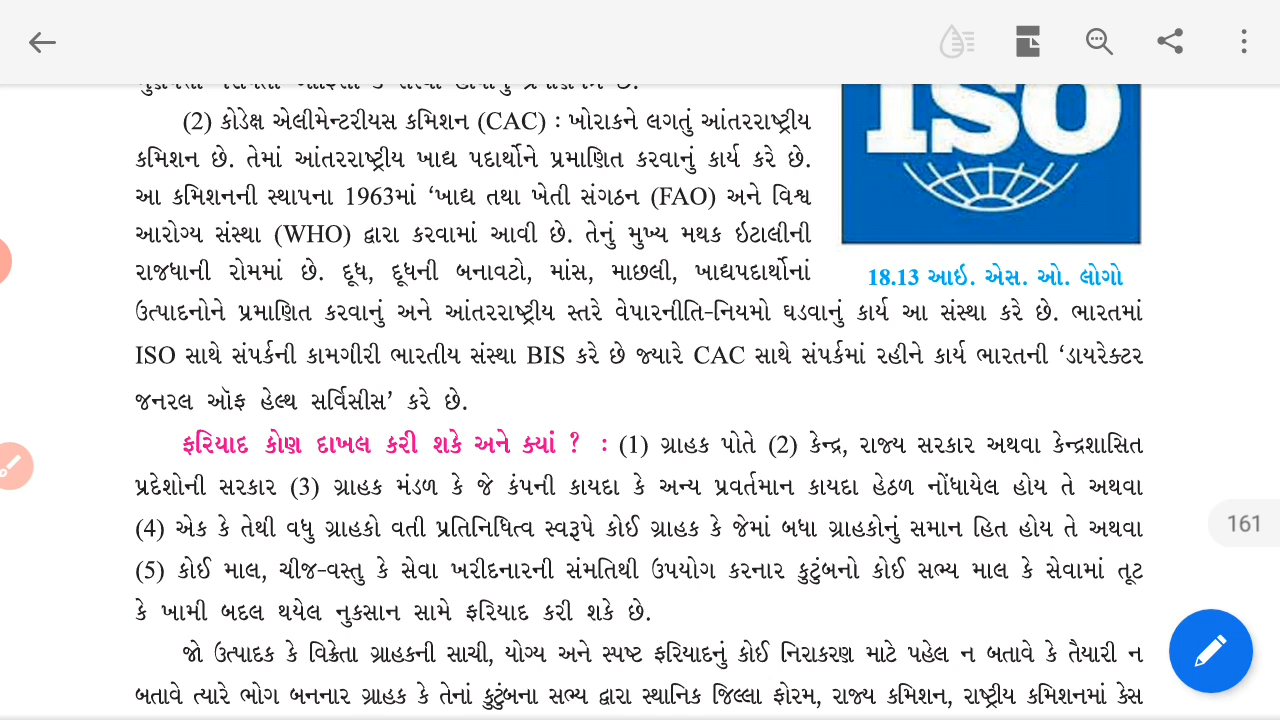 (2) કોડેક્ષ એલીમેન્ટરીયસ કમિશન (CAC) : ખોરાકને લગતું આંતરરાષ્ટ્રીય
કમિશન છે. તેમાં આંતરરાષ્ટ્રીય ખાદ્ય પદાર્થોને પ્રમાણિત કરવાનું કાર્ય કરે છે.
આ કમિશનની સ્થાપના 1963માં ‘ખાદ્ય તથા ખેતી સંગઠન (FAO) અને વિશ્વ
આરોગ્ય સંસ્થા (WHO) દ્વારા કરવામાં આવી છે. તેનું મુખ્ય મથક ઇટાલીની
રાજધાની રોમમાં છે. દૂધ, દૂધની બનાવટો, માંસ, માછલી, ખાદ્યપદાર્થોનાં
ISO
18.13 આઇ. એસ. ઓ. લોગો
ઉત્પાદનોને પ્રમાણિત કરવાનું અને આંતરરાષ્ટ્રીય સ્તરે વેપારનીતિ-નિયમો ઘડવાનું કાર્ય આ સંસ્થા કરે છે. ભારતમાં
ISO સાથે સંપર્કની કામગીરી ભારતીય સંસ્થા BIS કરે છે જ્યારે CAC સાથે સંપર્કમાં રહીને કાર્ય ભારતની ‘ડાયરેક્ટર
જનરલ ઑફ હેલ્થ સર્વિસીસ’ કરે છે.
ફરિયાદ કોણ દાખલ કરી શકે અને ક્યાં ? : (1) ગ્રાહક પોતે (2) કેન્દ્ર, રાજ્ય સરકાર અથવા કેન્દ્રશાસિત
પ્રદેશોની સરકાર (3) ગ્રાહક મંડળ કે જે કંપની કાયદા કે અન્ય પ્રવર્તમાન કાયદા હેઠળ નોંધાયેલ હોય તે અથવા
(4) એક કે તેથી વધુ ગ્રાહકો વતી પ્રતિનિધિત્વ સ્વરૂપે કોઈ ગ્રાહક કે જેમાં બધા ગ્રાહકોનું સમાન હિત હોય તે અથવા
(5) કોઈ માલ, ચીજ-વસ્તુ કે સેવા ખરીદનારની સંમતિથી ઉપયોગ કરનાર કુટુંબનો કોઈ સભ્ય માલ કે સેવામાં તૂટ
કે ખામી બદલ થયેલ નુકસાન સામે ફરિયાદ કરી શકે છે.
161
જો ઉત્પાદક કે વિક્રેતા ગ્રાહકની સાચી, યોગ્ય અને સ્પષ્ટ ફરિયાદનું કોઈ નિરાકરણ માટે પહેલ ન બતાવે કે તૈયારી ન
બતાવે ત્યારે ભોગ બનનાર ગ્રાહક કે તેનાં કુટુંબના સભ્ય દ્વારા સ્થાનિક જિલ્લા ફોરમ, રાજ્ય કમિશન, રાષ્ટ્રીય કમિશનમાં કેસ